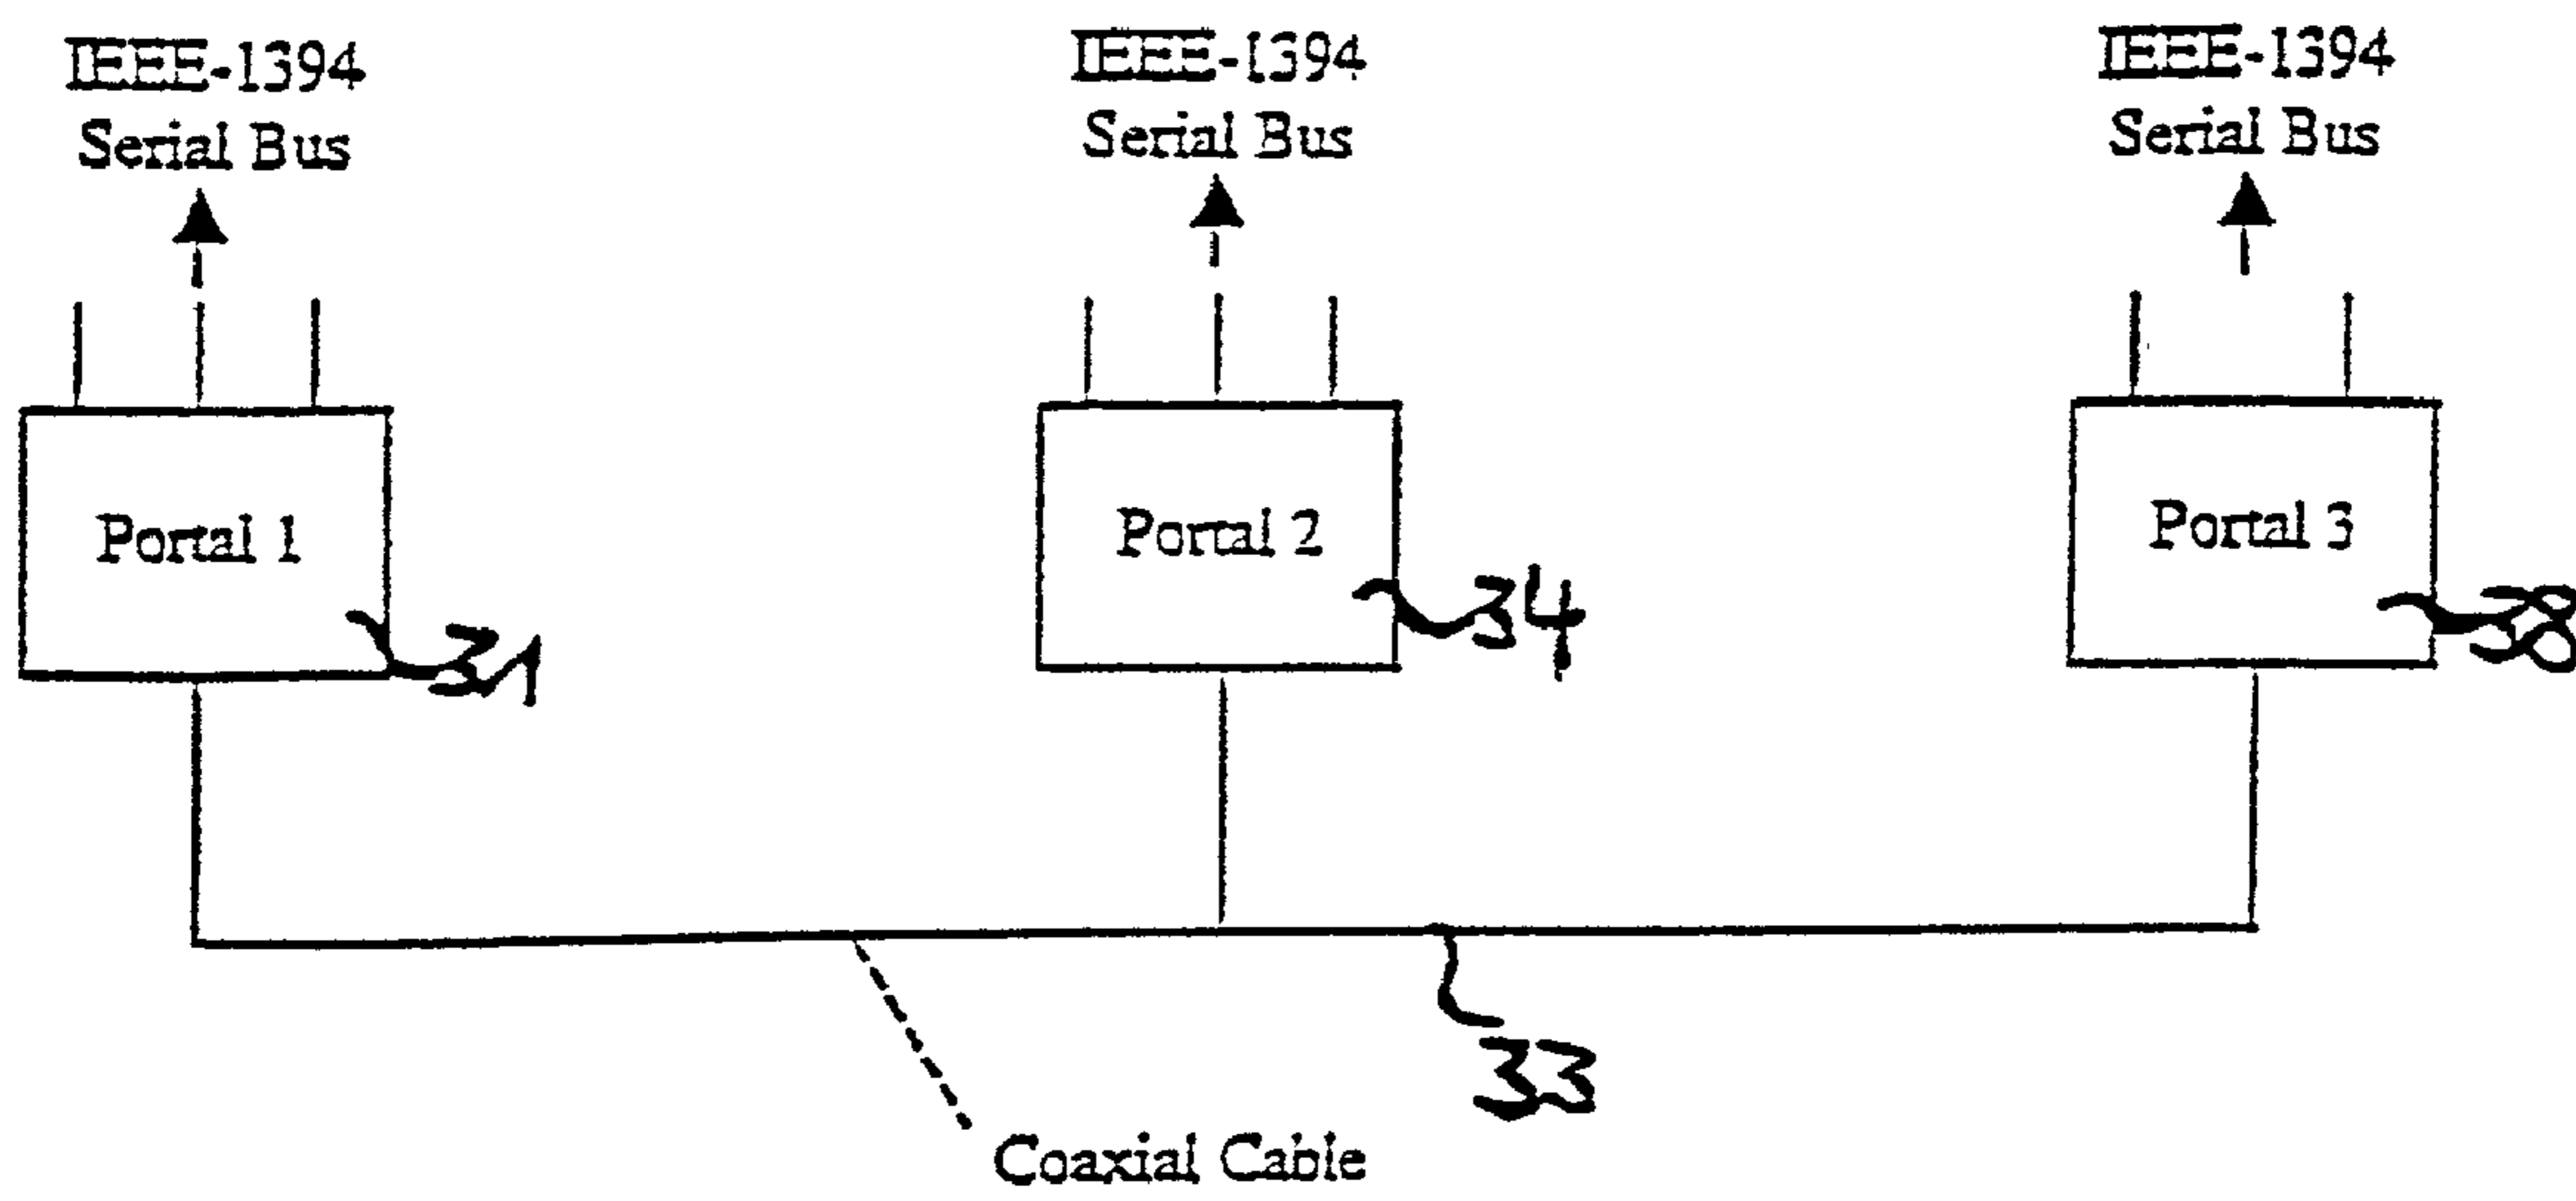 IEEE-1394
Serial Bus
IEEE-1394
Serial Bus
IEEE-1394
Serial Bus
Portal 1
Portal 2
Portal 3
31
34
38
33
Coaxial Cable